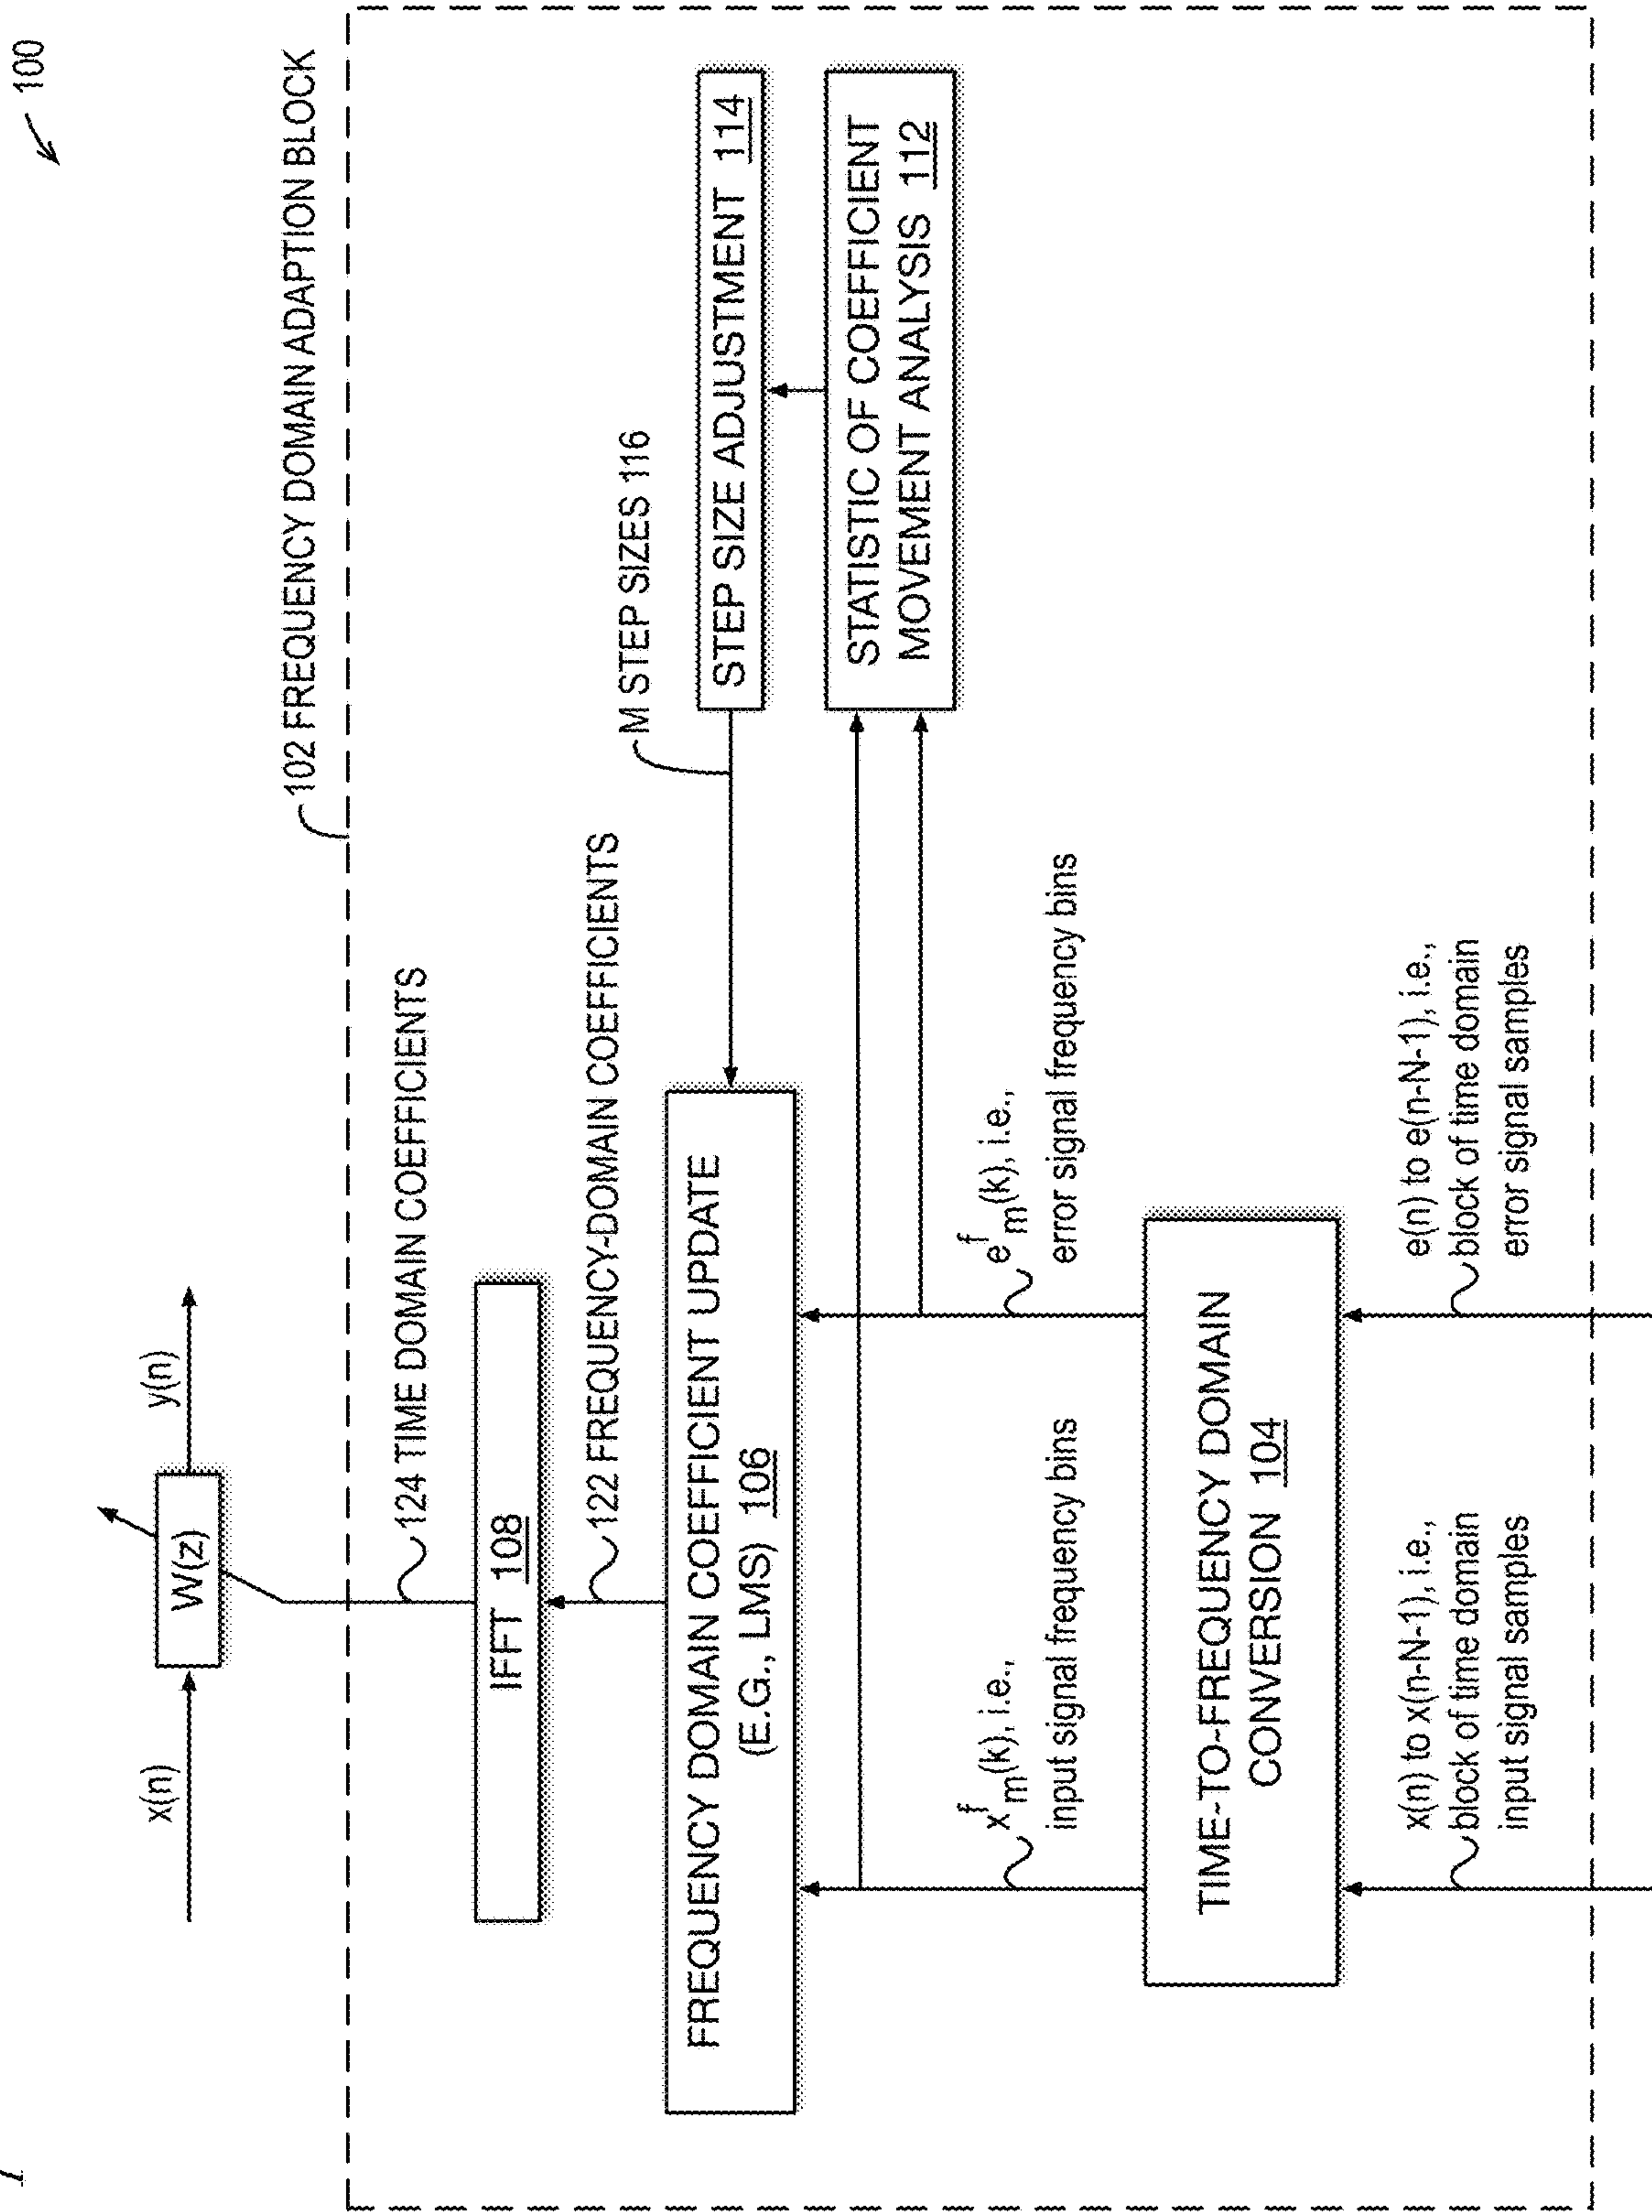 100
x(n)
W(z)
y(n)
102 FREQUENCY DOMAIN ADAPTION BLOCK
124 TIME DOMAIN COEFFICIENTS
IFFT 108
122 FREQUENCY-DOMAIN COEFFICIENTS
M STEP SIZES 116
FREQUENCY DOMAIN COEFFICIENT UPDATE
(E.G., LMS) 106
STEP SIZE ADJUSTMENT 114
STATISTIC OF COEFFICIENT
MOVEMENT ANALYSIS 112
x^f_m(k), i.e.,
input signal frequency bins
e^f_m(k), i.e.,
error signal frequency bins
TIME-TO-FREQUENCY DOMAIN
CONVERSION 104
x(n) to x(n-N-1), i.e.,
block of time domain
input signal samples
e(n) to e(n-N-1), i.e.,
block of time domain
error signal samples